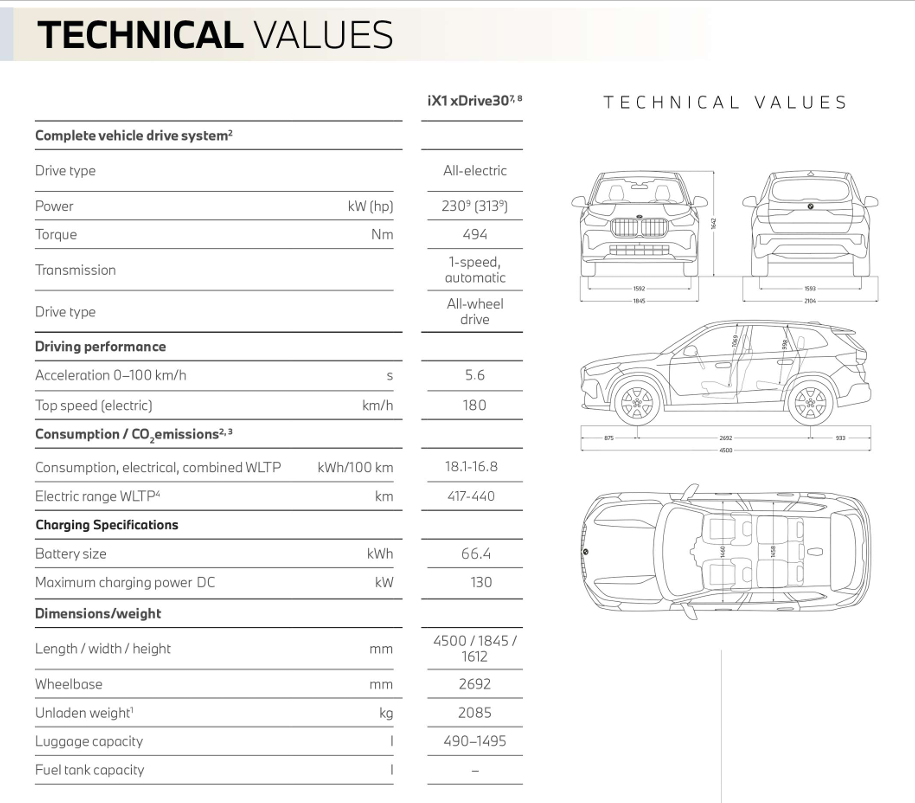 TECHNICAL VALUES
iX1 xDrive30⁷, ⁸
Complete vehicle drive system²
Drive type All-electric
Power kW (hp) 230⁹ (313⁹)
Torque Nm 494
Transmission 1-speed,
automatic
Drive type All-wheel
drive
Driving performance
Acceleration 0–100 km/h s 5.6
Top speed (electric) km/h 180
Consumption / CO₂emissions²,³
Consumption, electrical, combined WLTP kWh/100 km 18.1-16.8
Electric range WLTP⁴ km 417-440
Charging Specifications
Battery size kWh 66.4
Maximum charging power DC kW 130
Dimensions/weight
Length / width / height mm 4500 / 1845 /
1612
Wheelbase mm 2692
Unladen weight¹ kg 2085
Luggage capacity l 490–1495
Fuel tank capacity l –
TECHNICAL VALUES
1642
1592
1845
1593
2104
1069
998
875
2692
933
4500
1460
1458